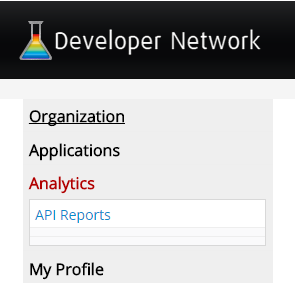 Developer Network
Organization
Applications
Analytics
API Reports
My Profile